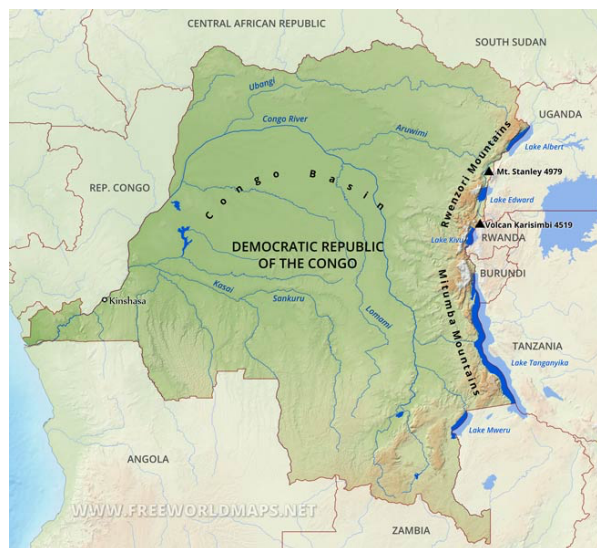 CENTRAL AFRICAN REPUBLIC
SOUTH SUDAN
Ubangi
UGANDA
Congo River
Aruwimi
Lake Albert
Rwenzori Mountains
Mt. Stanley 4979
REP. CONGO
Congo Basin
Lake Edward
Volcan Karisimbi 4519
Lake Kivu
RWANDA
DEMOCRATIC REPUBLIC
OF THE CONGO
BURUNDI
Kinshasa
Kasai
Sankuru
Lomami
Mitumba Mountains
TANZANIA
Lake Tanganyika
Lake Mweru
ANGOLA
WWW.FREEWORLDMAPS.NET
ZAMBIA